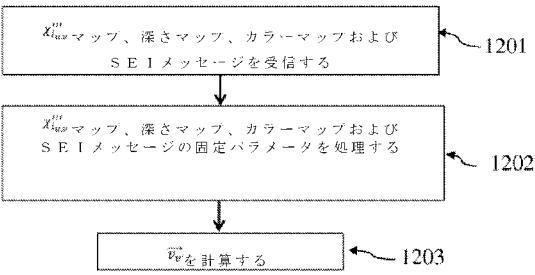 χ^m_{i_{u,v}}マップ、深さマップ、カラーマップおよび
SEIメッセージを受信する
1201
χ^m_{i_{u,v}}マップ、深さマップ、カラーマップおよび
SEIメッセージの固定パラメータを処理する
1202
を計算する
1203